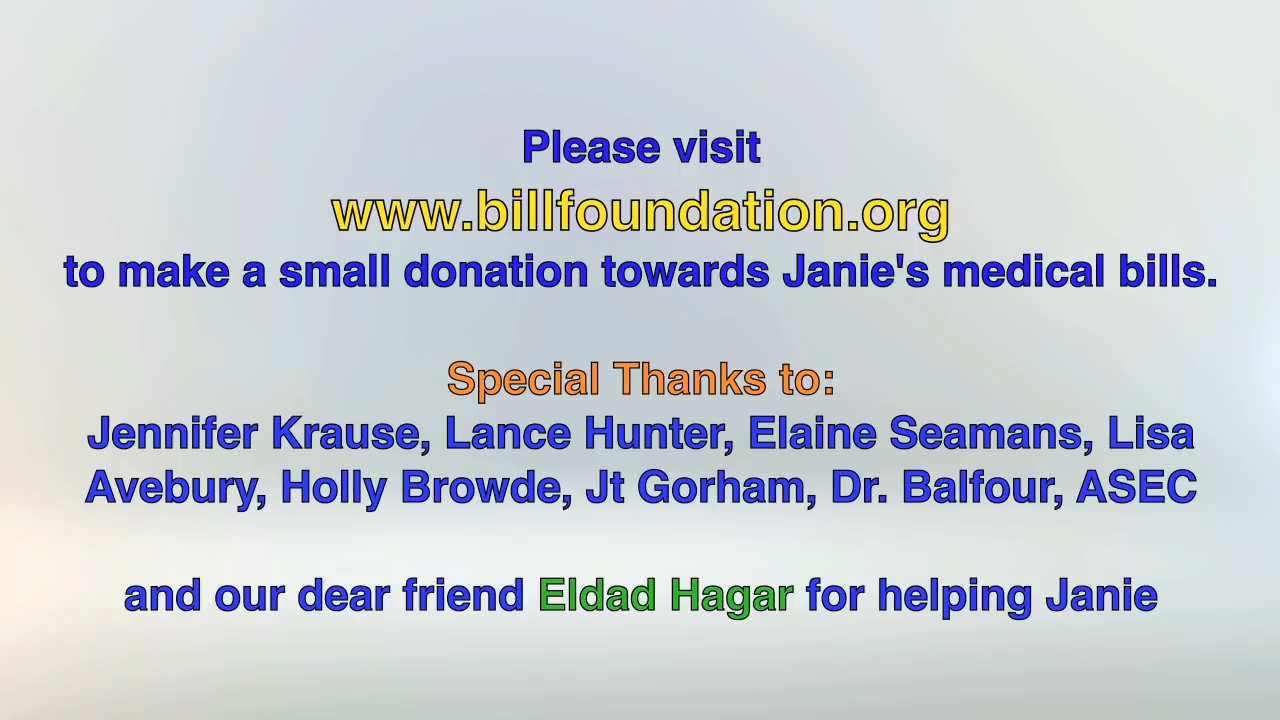 Please visit
www.billfoundation.org
to make a small donation towards Janie's medical bills.
Special Thanks to:
Jennifer Krause, Lance Hunter, Elaine Seamans, Lisa
Avebury, Holly Browde, Jt Gorham, Dr. Balfour, ASEC
and our dear friend Eldad Hagar for helping Janie